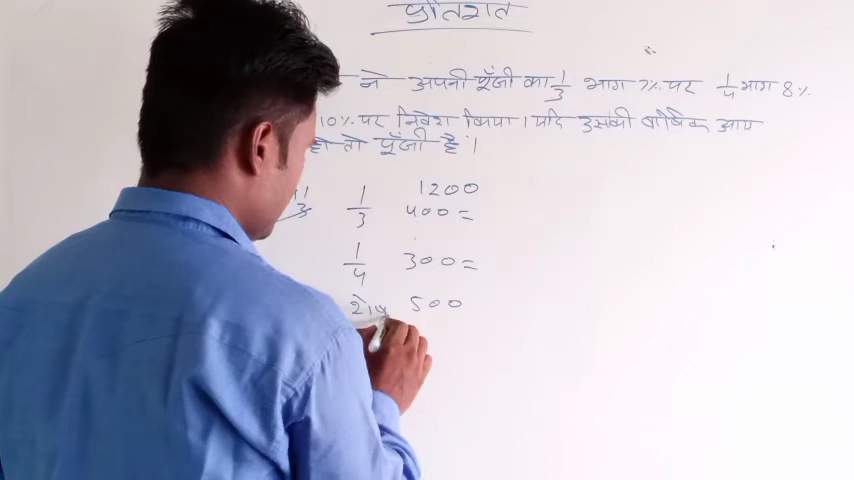 प्रतिशत
ने अपनी पूँजी का 1/3 भाग 7% पर 1/4 भाग 8%
10% पर निवेश किया। यदि उसकी वार्षिक आय
हो तो पूँजी है।
1/3 1200
400=
1/4 300=
शेष 500